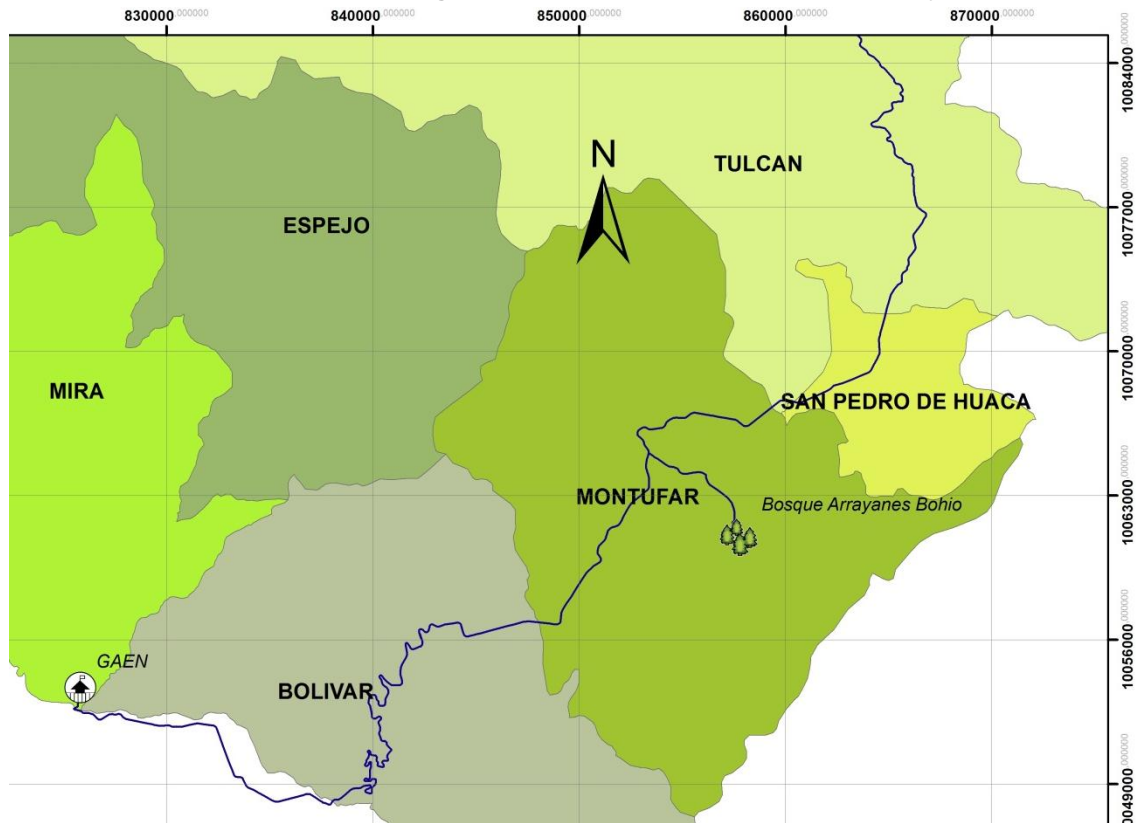 830000.000000 840000.000000 850000.000000 860000.000000 870000.000000
10084000.000000
N
TULCAN
ESPEJO
10077000.000000
10070000.000000
MIRA
SAN PEDRO DE HUACA
MONTUFAR
Bosque Arrayanes Bohio
10063000.000000
10056000.000000
GAEN
BOLIVAR
0049000.000000